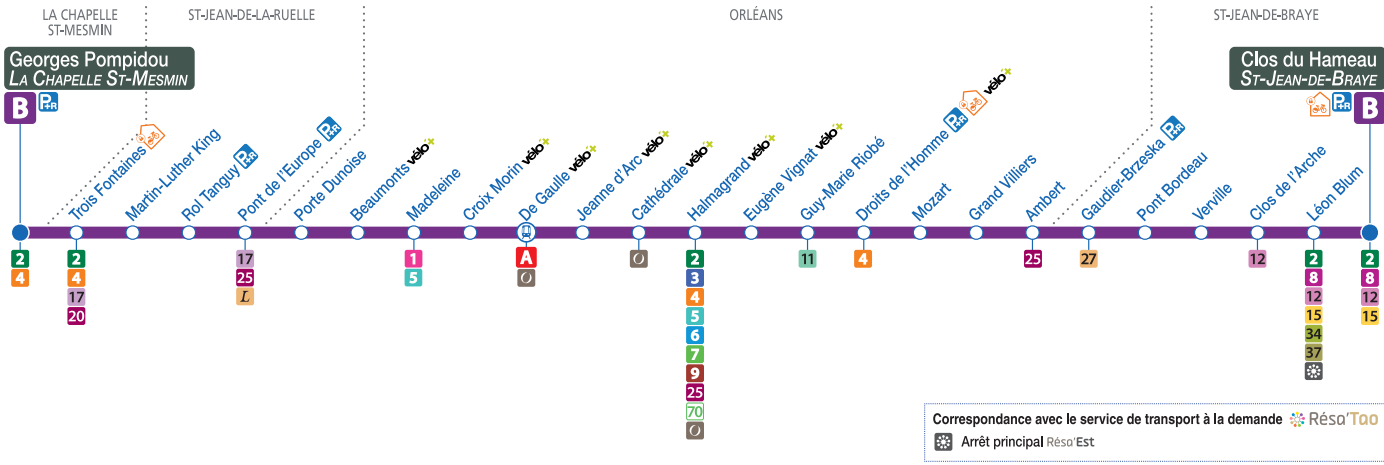 LA CHAPELLE
ST-MESMIN
ST-JEAN-DE-LA-RUELLE
ORLÉANS
ST-JEAN-DE-BRAYE
Georges Pompidou
LA CHAPELLE ST-MESMIN
B P+R
Clos du Hameau
ST-JEAN-DE-BRAYE
P+R B
Trois Fontaines
Martin-Luther King
Rol Tanguy P+R
Pont de l'Europe P+R
Porte Dunoise
Beaumonts vélo+
Madeleine
Croix Morin vélo+
De Gaulle vélo+
Jeanne d'Arc vélo+
Cathédrale vélo+
Halmagrand vélo+
Eugène Vignat vélo+
Guy-Marie Riobé
Droits de l'Homme P+R vélo+
Mozart
Grand Villiers
Ambert
Gaudier-Brzeska P+R
Pont Bordeau
Verville
Clos de l'Arche
Léon Blum
2
4
2
4
17
20
17
25
L
1
5
A
O
O
2
3
4
5
6
7
9
25
70
O
11
4
25
27
12
2
8
12
15
34
37
2
8
12
15
Correspondance avec le service de transport à la demande Résa'Tao
Arrêt principal Résa'Est